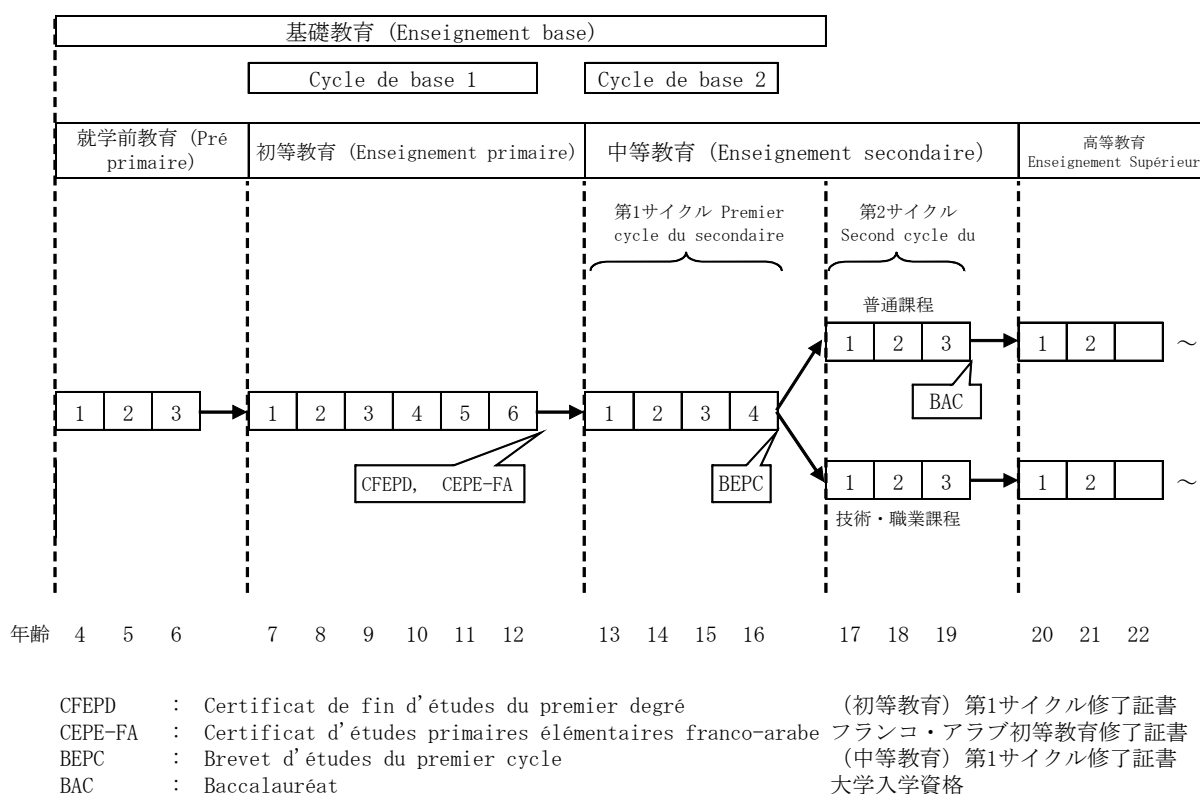 基礎教育 (Enseignement base)
Cycle de base 1
Cycle de base 2
就学前教育 (Pré
primaire)
初等教育 (Enseignement primaire)
中等教育 (Enseignement secondaire)
高等教育
Enseignement Supérieur
第1サイクル Premier
cycle du secondaire
第2サイクル
Second cycle du
普通課程
1 2 3
1 2 ～
BAC
1 2 3
1 2 3 4 5 6
1 2 3 4
CFEPD, CEPE-FA
BEPC
1 2 3
1 2 ～
技術・職業課程
年齢 4 5 6 7 8 9 10 11 12 13 14 15 16 17 18 19 20 21 22
CFEPD : Certificat de fin d'études du premier degré （初等教育）第1サイクル修了証書
CEPE-FA : Certificat d'études primaires élémentaires franco-arabe フランコ・アラブ初等教育修了証書
BEPC : Brevet d'études du premier cycle （中等教育）第1サイクル修了証書
BAC : Baccalauréat 大学入学資格